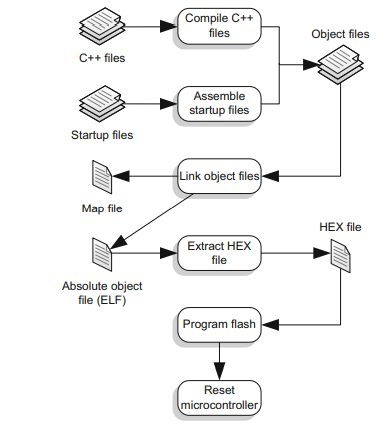 Compile C++
files
Object files
C++ files
Assemble
startup files
Startup files
Link object files
Map file
HEX file
Extract HEX
file
Absolute object
file (ELF)
Program flash
Reset
microcontroller